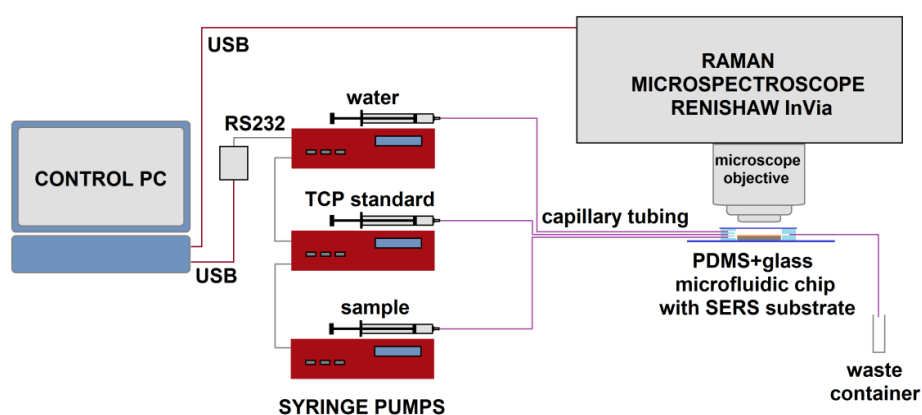 USB
RAMAN
MICROSPECTROSCOPE
RENISHAW InVia
water
RS232
microscope
objective
CONTROL PC
TCP standard
capillary tubing
USB
PDMS+glass
microfluidic chip
with SERS substrate
sample
waste
container
SYRINGE PUMPS